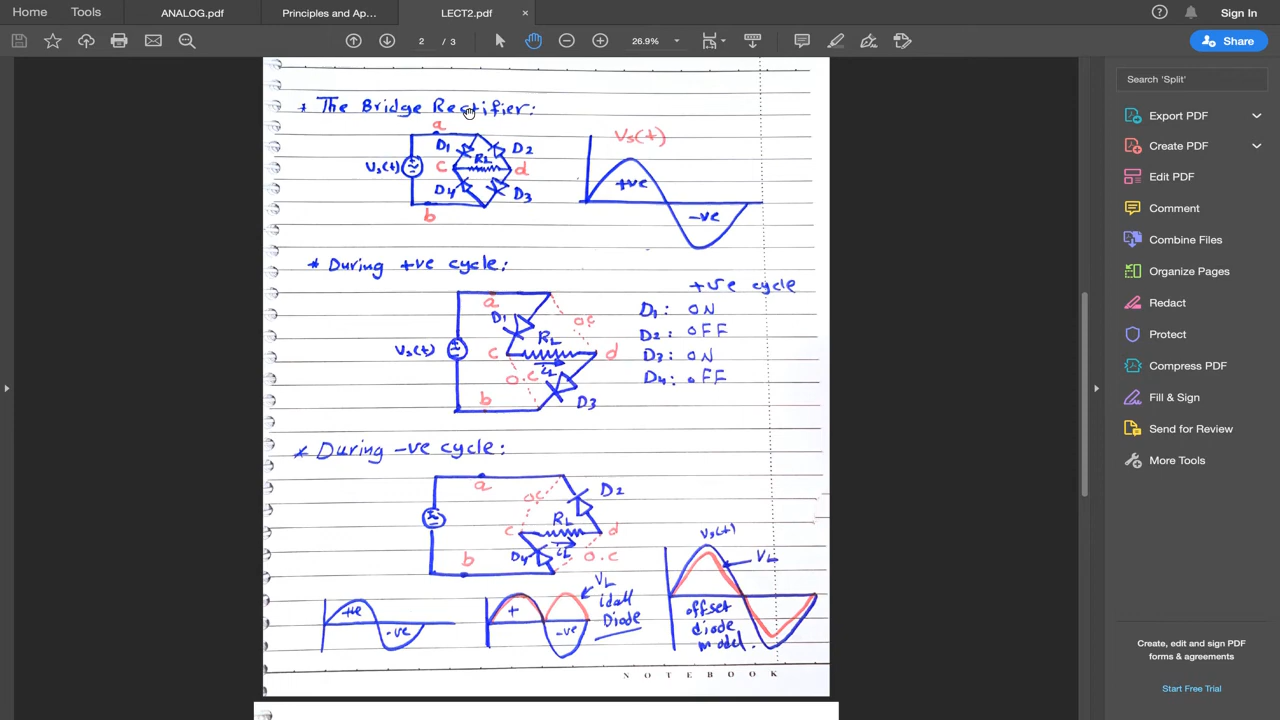 Home
Tools
ANALOG.pdf
Principles and Ap...
LECT2.pdf
×
Sign In
2 / 3
26.9%
Share
* The Bridge Rectifier:
a
D1
D2
Vs(t)
c
RL
d
D4
D3
b
Vs(t)
+ve
-ve
* During +ve cycle:
a
D1
o.c
RL
Vs(t)
c
d
iL
o.c
b
D3
+ve cycle
D1: ON
D2: OFF
D3: ON
D4: OFF
* During -ve cycle:
a
o.c
D2
RL
c
d
D4
iL
o.c
b
+ve
-ve
+
-ve
VL
idall
Diode
Vs(t)
VL
offset
diode
model.
NOTEBOOK
Search 'Split'
Export PDF
Create PDF
Edit PDF
Comment
Combine Files
Organize Pages
Redact
Protect
Compress PDF
Fill & Sign
Send for Review
More Tools
Create, edit and sign PDF
forms & agreements
Start Free Trial